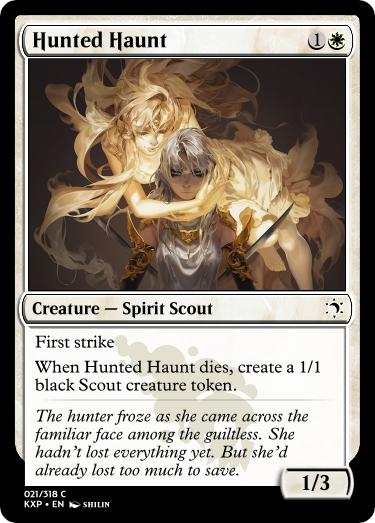 Hunted Haunt 1
Creature — Spirit Scout
First strike
When Hunted Haunt dies, create a 1/1
black Scout creature token.
The hunter froze as she came across the
familiar face among the guiltless. She
hadn't lost everything yet. But she'd
already lost too much to save.
1/3
021/318 C
KXP • EN SHILIN